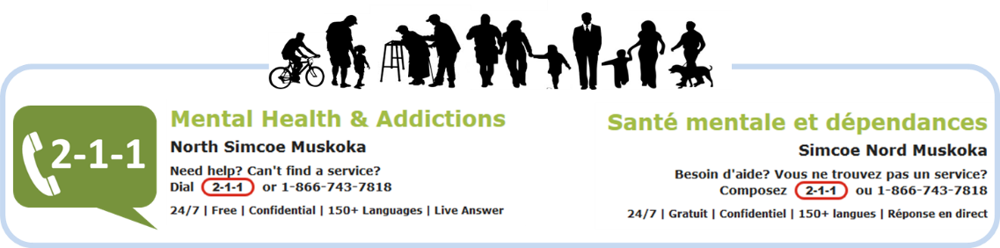 2-1-1
Mental Health & Addictions
North Simcoe Muskoka
Need help? Can't find a service?
Dial 2-1-1 or 1-866-743-7818
24/7 | Free | Confidential | 150+ Languages | Live Answer
Santé mentale et dépendances
Simcoe Nord Muskoka
Besoin d'aide? Vous ne trouvez pas un service?
Composez 2-1-1 ou 1-866-743-7818
24/7 | Gratuit | Confidentiel | 150+ langues | Réponse en direct